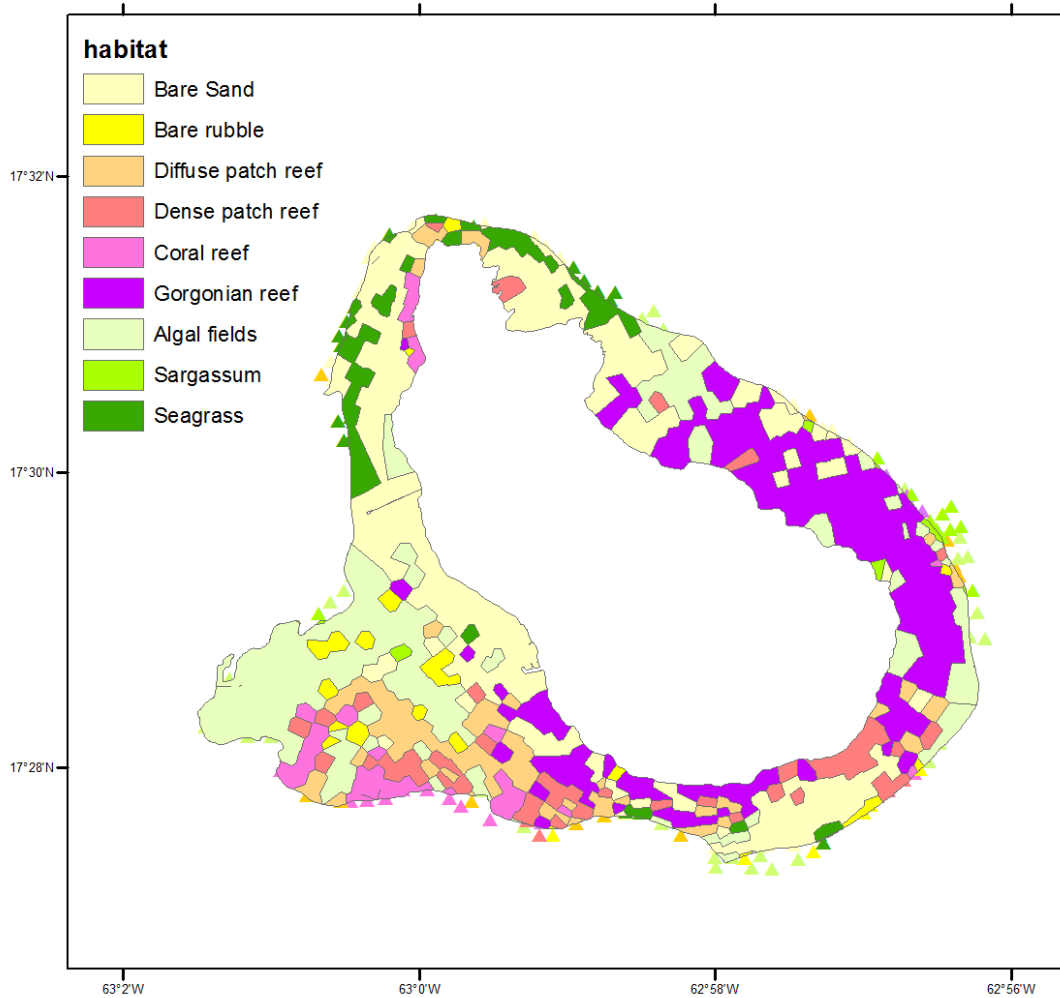 habitat
Bare Sand
Bare rubble
Diffuse patch reef
Dense patch reef
Coral reef
Gorgonian reef
Algal fields
Sargassum
Seagrass
17°32'N
17°30'N
17°28'N
63°2'W
63°0'W
62°58'W
62°56'W